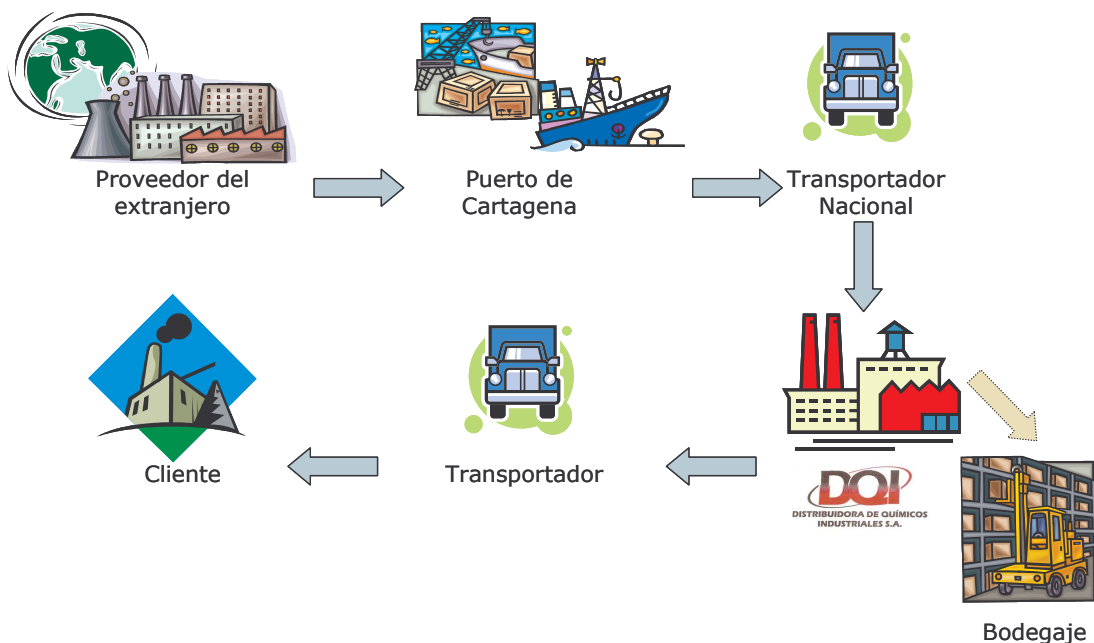 Proveedor del
extranjero
Puerto de
Cartagena
Transportador
Nacional
Cliente
Transportador
DQI
DISTRIBUIDORA DE QUÍMICOS
INDUSTRIALES S.A.
Bodegaje